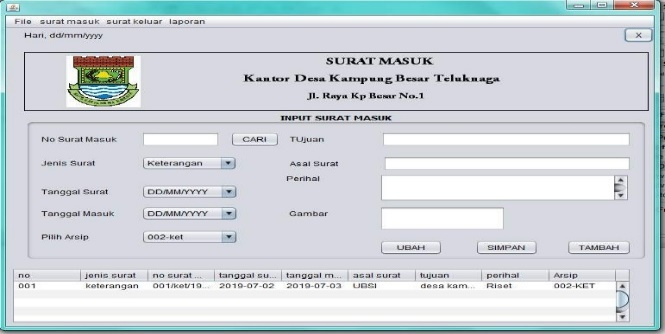 File surat masuk surat keluar laporan
Hari, dd/mm/yyyy
x
SURAT MASUK
Kantor Desa Kampung Besar Teluknaga
Jl. Raya Kp Besar No.1
INPUT SURAT MASUK
No Surat Masuk CARI TUjuan
Jenis Surat Keterangan Asal Surat
Perihal
Tanggal Surat DD/MM/YYYY
Tanggal Masuk DD/MM/YYYY Gambar
Pilih Arsip 002-ket
UBAH SIMPAN TAMBAH
no jenis surat no surat ... tanggal su... tanggal m... asal surat tujuan perihal Arsip
001 keterangan 001/ket/19... 2019-07-02 2019-07-03 UBSI desa kam... Riset 002-KET